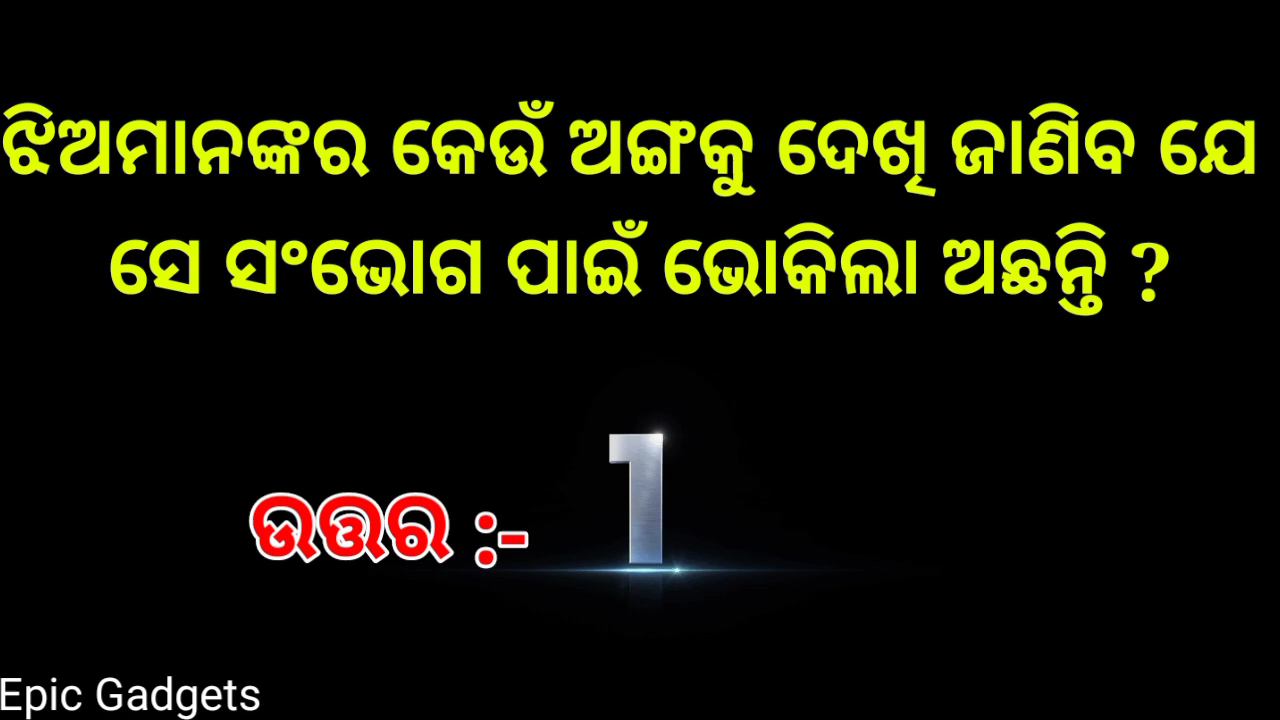 ଝିଅମାନଙ୍କର କେଉଁ ଅଙ୍ଗକୁ ଦେଖି ଜାଣିବ ଯେ
ସେ ସଂଭୋଗ ପାଇଁ ଭୋକିଲା ଅଛନ୍ତି ?
ଉତ୍ତର :- 1
Epic Gadgets